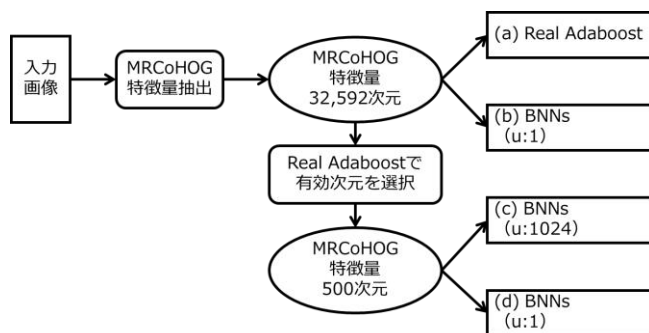 入力
画像
MRCoHOG
特徴量抽出
MRCoHOG
特徴量
32,592次元
(a) Real Adaboost
(b) BNNs
(u:1)
Real Adaboostで
有効次元を選択
MRCoHOG
特徴量
500次元
(c) BNNs
(u:1024)
(d) BNNs
(u:1)